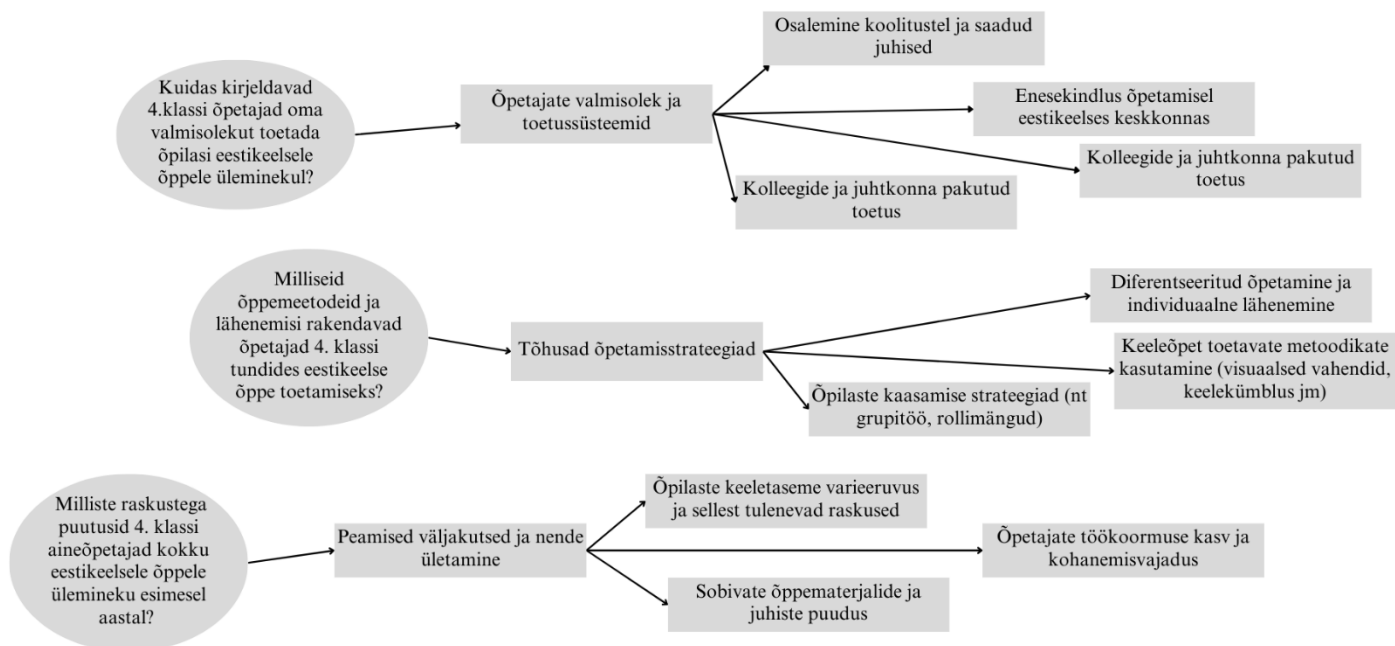 Kuidas kirjeldavad
4.klassi õpetajad oma
valmisolekut toetada
õpilasi eestikeelsele
õppele üleminekul?
Õpetajate valmisolek ja
toetussüsteemid
Osalemine koolitustel ja saadud
juhised
Enesekindlus õpetamisel
eestikeelses keskkonnas
Kolleegide ja juhtkonna pakutud
toetus
Kolleegide ja juhtkonna pakutud
toetus
Milliseid
õppemeetodeid ja
lähenemisi rakendavad
õpetajad 4. klassi
tundides eestikeelse
õppe toetamiseks?
Tõhusad õpetamisstrateegiad
Diferentseeritud õpetamine ja
individuaalne lähenemine
Keeleõpet toetavate metoodikate
kasutamine (visuaalsed vahendid,
keelekümblus jm)
Õpilaste kaasamise strateegiad (nt
grupitöö, rollimängud)
Milliste raskustega
puutusid 4. klassi
aineõpetajad kokku
eestikeelsele õppele
ülemineku esimesel
aastal?
Peamised väljakutsed ja nende
ületamine
Õpilaste keeletaseme varieeruvus
ja sellest tulenevad raskused
Õpetajate töökoormuse kasv ja
kohanemisvajadus
Sobivate õppematerjalide ja
juhiste puudus